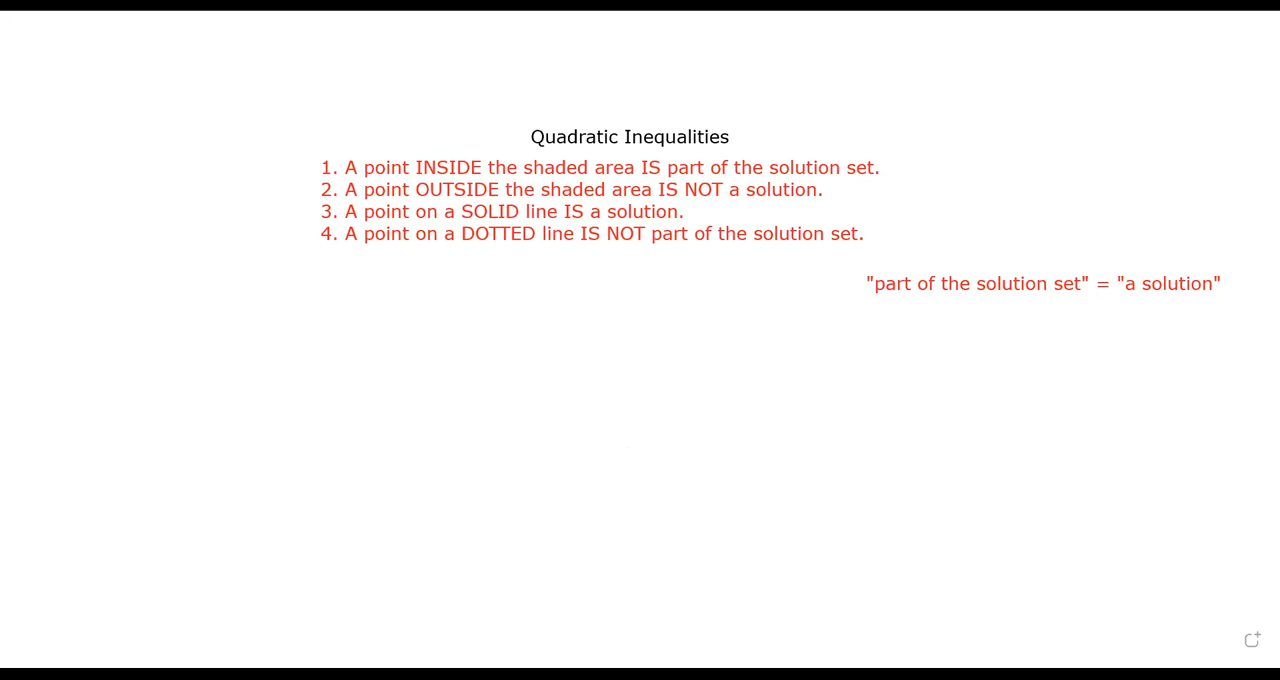 Quadratic Inequalities
1. A point INSIDE the shaded area IS part of the solution set.
2. A point OUTSIDE the shaded area IS NOT a solution.
3. A point on a SOLID line IS a solution.
4. A point on a DOTTED line IS NOT part of the solution set.
"part of the solution set" = "a solution"